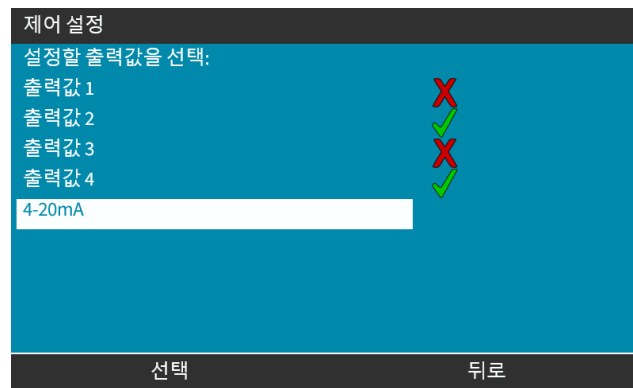 제어 설정
설정할 출력값을 선택:
출력값 1
출력값 2
출력값 3
출력값 4
4-20mA
선택 뒤로